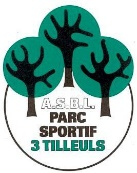 A.S.B.L.
PARC
SPORTIF
3 TILLEULS